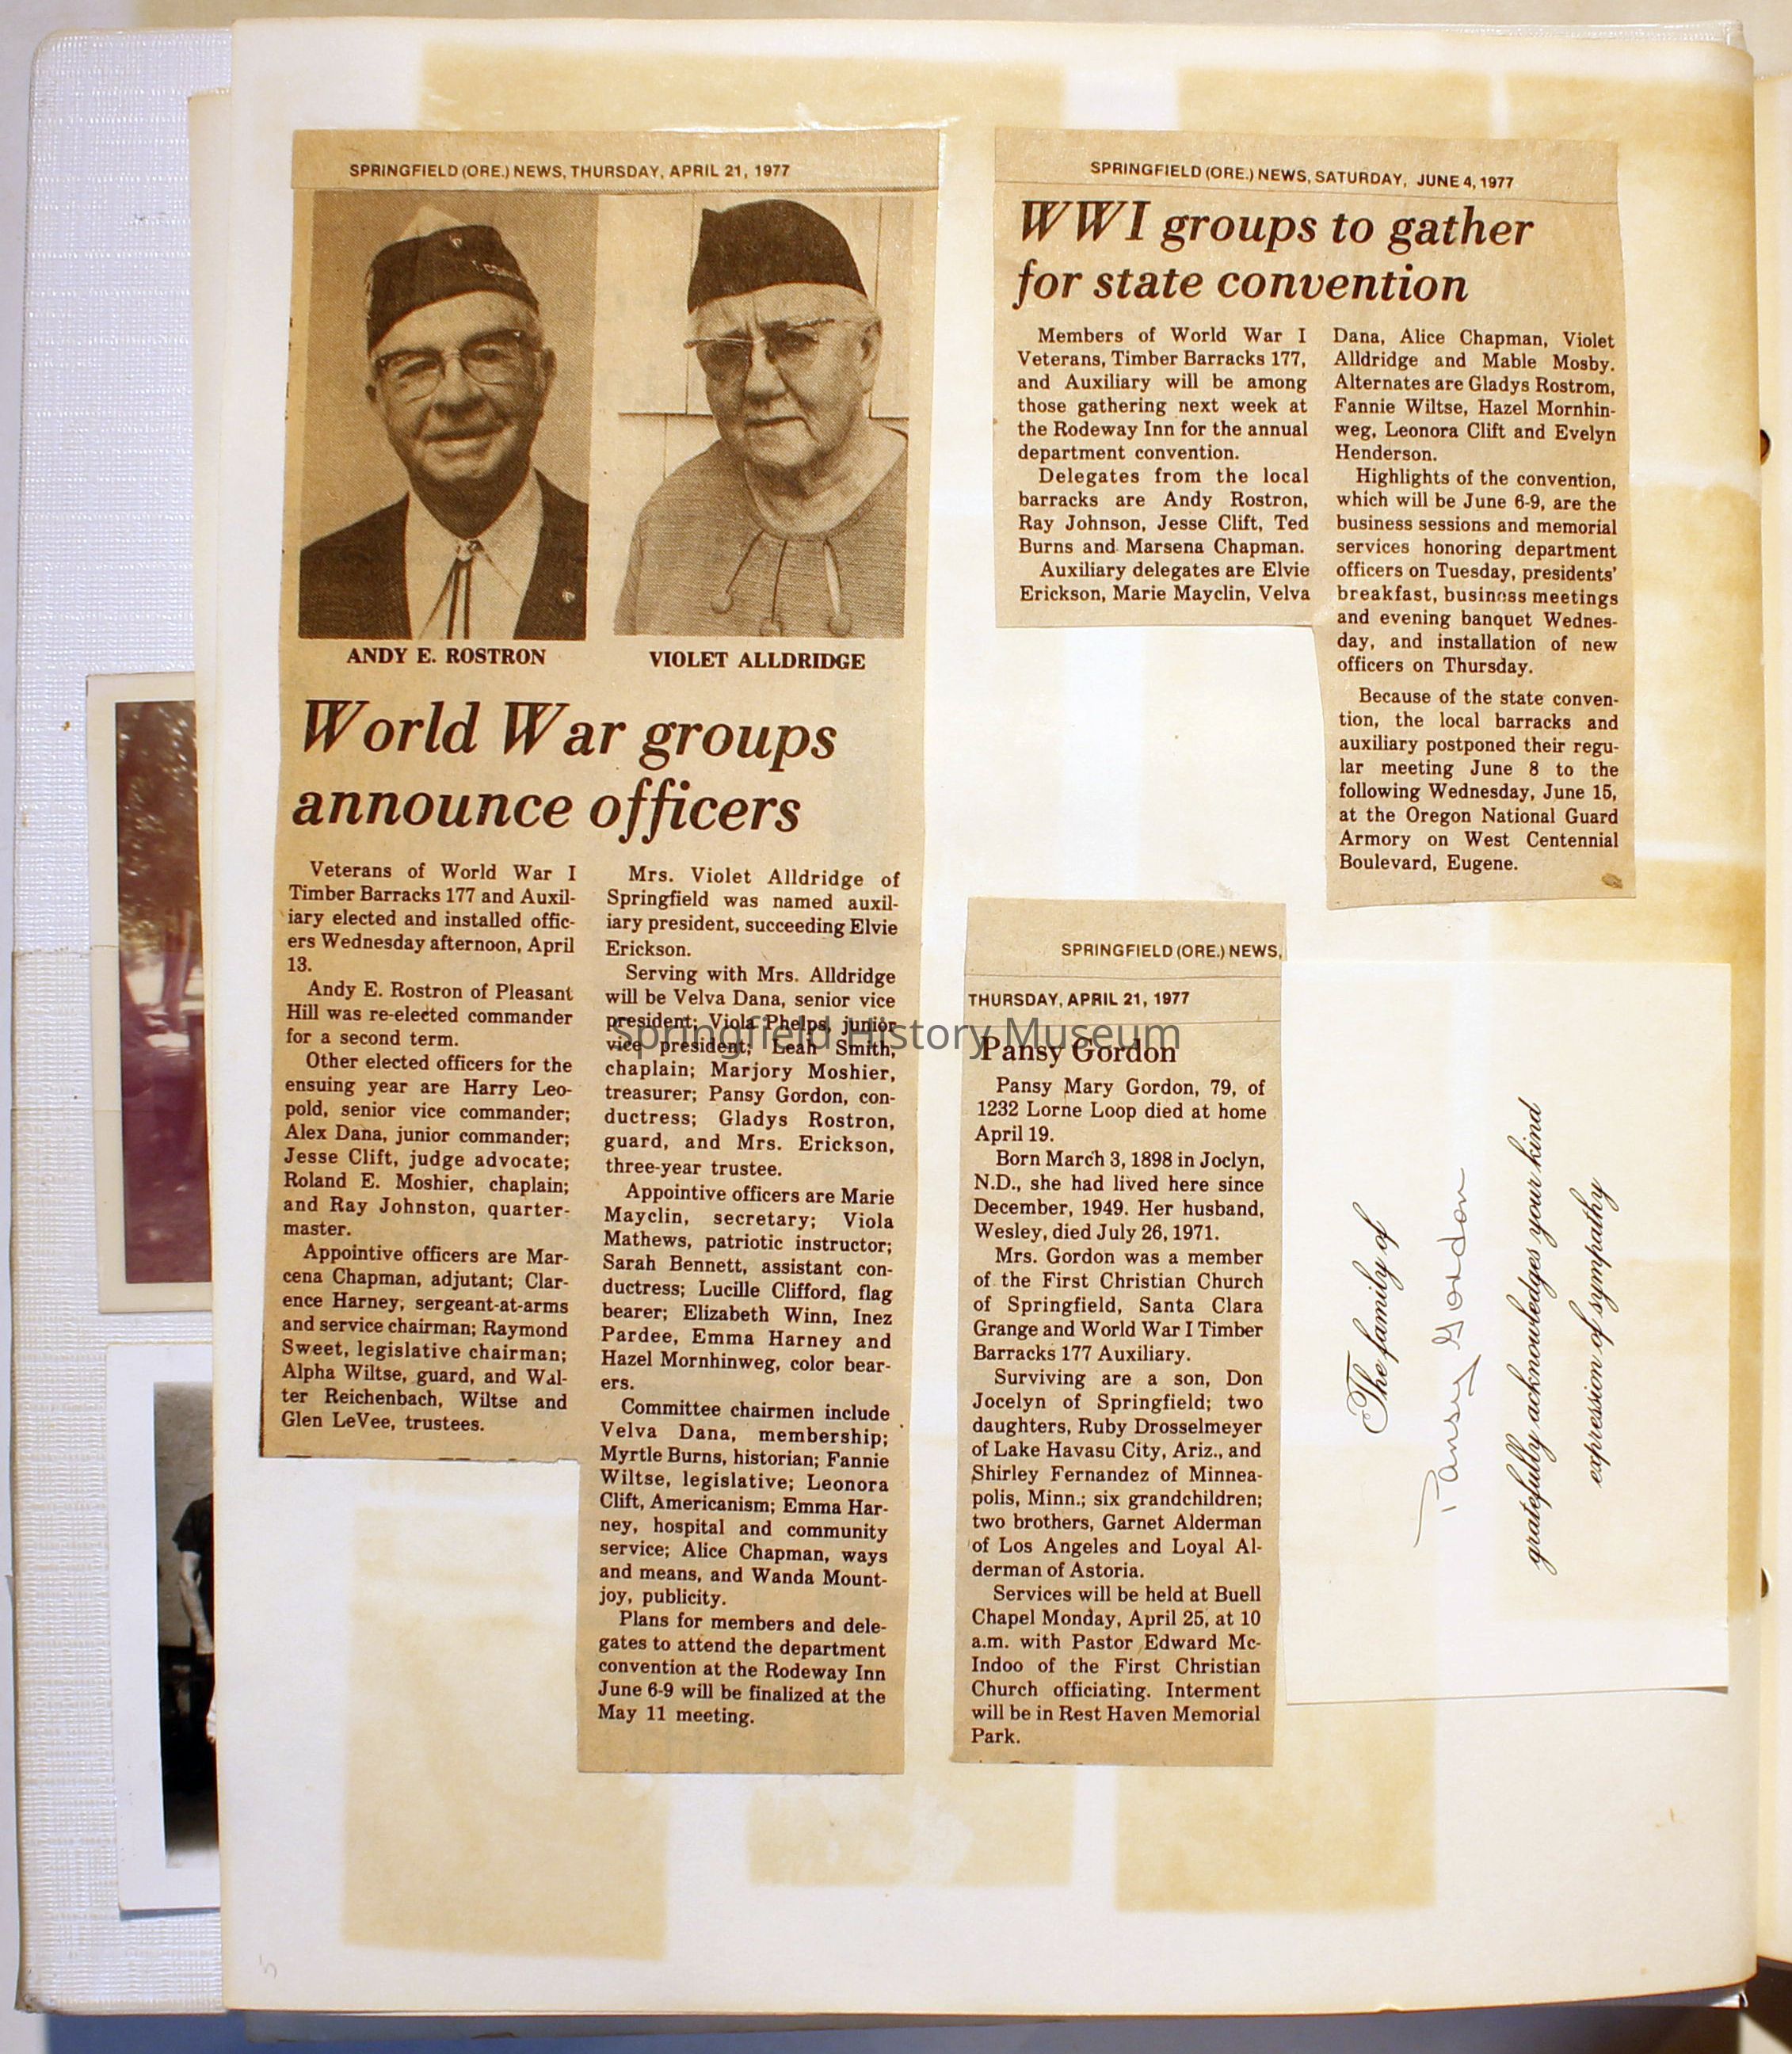 SPRINGFIELD (ORE.) NEWS, THURSDAY, APRIL 21, 1977
ANDY E. ROSTRON
VIOLET ALLDRIDGE
World War groups
announce officers
Veterans of World War I
Timber Barracks 177 and Auxil-
iary elected and installed offic-
ers Wednesday afternoon, April
13.
Andy E. Rostron of Pleasant
Hill was re-elected commander
for a second term.
Other elected officers for the
ensuing year are Harry Leo-
pold, senior vice commander;
Alex Dana, junior commander;
Jesse Clift, judge advocate;
Roland E. Moshier, chaplain;
and Ray Johnston, quarter-
master.
Appointive officers are Mar-
cena Chapman, adjutant; Clar-
ence Harney, sergeant-at-arms
and service chairman; Raymond
Sweet, legislative chairman;
Alpha Wiltse, guard, and Wal-
ter Reichenbach, Wiltse and
Glen LeVee, trustees.
Mrs. Violet Alldridge of
Springfield was named auxil-
iary president, succeeding Elvie
Erickson.
Serving with Mrs. Alldridge
will be Velva Dana, senior vice
president; Viola Phelps, junior
vice president; Leah Smith,
chaplain; Marjory Moshier,
treasurer; Pansy Gordon, con-
ductress; Gladys Rostron,
guard, and Mrs. Erickson,
three-year trustee.
Appointive officers are Marie
Mayclin, secretary; Viola
Mathews, patriotic instructor;
Sarah Bennett, assistant con-
ductress; Lucille Clifford, flag
bearer; Elizabeth Winn, Inez
Pardee, Emma Harney and
Hazel Mornhinweg, color bear-
ers.
Committee chairmen include
Velva Dana, membership;
Myrtle Burns, historian; Fannie
Wiltse, legislative; Leonora
Clift, Americanism; Emma Har-
ney, hospital and community
service; Alice Chapman, ways
and means, and Wanda Mount-
joy, publicity.
Plans for members and dele-
gates to attend the department
convention at the Rodeway Inn
June 6-9 will be finalized at the
May 11 meeting.
SPRINGFIELD (ORE.) NEWS, SATURDAY, JUNE 4, 1977
WWI groups to gather
for state convention
Members of World War I
Veterans, Timber Barracks 177,
and Auxiliary will be among
those gathering next week at
the Rodeway Inn for the annual
department convention.
Delegates from the local
barracks are Andy Rostron,
Ray Johnson, Jesse Clift, Ted
Burns and Marsena Chapman.
Auxiliary delegates are Elvie
Erickson, Marie Mayclin, Velva
Dana, Alice Chapman, Violet
Alldridge and Mable Mosby.
Alternates are Gladys Rostrom,
Fannie Wiltse, Hazel Mornhin-
weg, Leonora Clift and Evelyn
Henderson.
Highlights of the convention,
which will be June 6-9, are the
business sessions and memorial
services honoring department
officers on Tuesday, presidents'
breakfast, business meetings
and evening banquet Wednes-
day, and installation of new
officers on Thursday.
Because of the state conven-
tion, the local barracks and
auxiliary postponed their regu-
lar meeting June 8 to the
following Wednesday, June 15,
at the Oregon National Guard
Armory on West Centennial
Boulevard, Eugene.
SPRINGFIELD (ORE.) NEWS,
THURSDAY, APRIL 21, 1977
Springfield History Museum
Pansy Gordon
Pansy Mary Gordon, 79, of
1232 Lorne Loop died at home
April 19.
Born March 3, 1898 in Joclyn,
N.D., she had lived here since
December, 1949. Her husband,
Wesley, died July 26, 1971.
Mrs. Gordon was a member
of the First Christian Church
of Springfield, Santa Clara
Grange and World War I Timber
Barracks 177 Auxiliary.
Surviving are a son, Don
Jocelyn of Springfield; two
daughters, Ruby Drosselmeyer
of Lake Havasu City, Ariz., and
Shirley Fernandez of Minnea-
polis, Minn.; six grandchildren;
two brothers, Garnet Alderman
of Los Angeles and Loyal Al-
derman of Astoria.
Services will be held at Buell
Chapel Monday, April 25, at 10
a.m. with Pastor Edward Mc-
Indoo of the First Christian
Church officiating. Interment
will be in Rest Haven Memorial
Park.
The family of
Pansy Gordon
gratefully acknowledges your kind
expression of sympathy